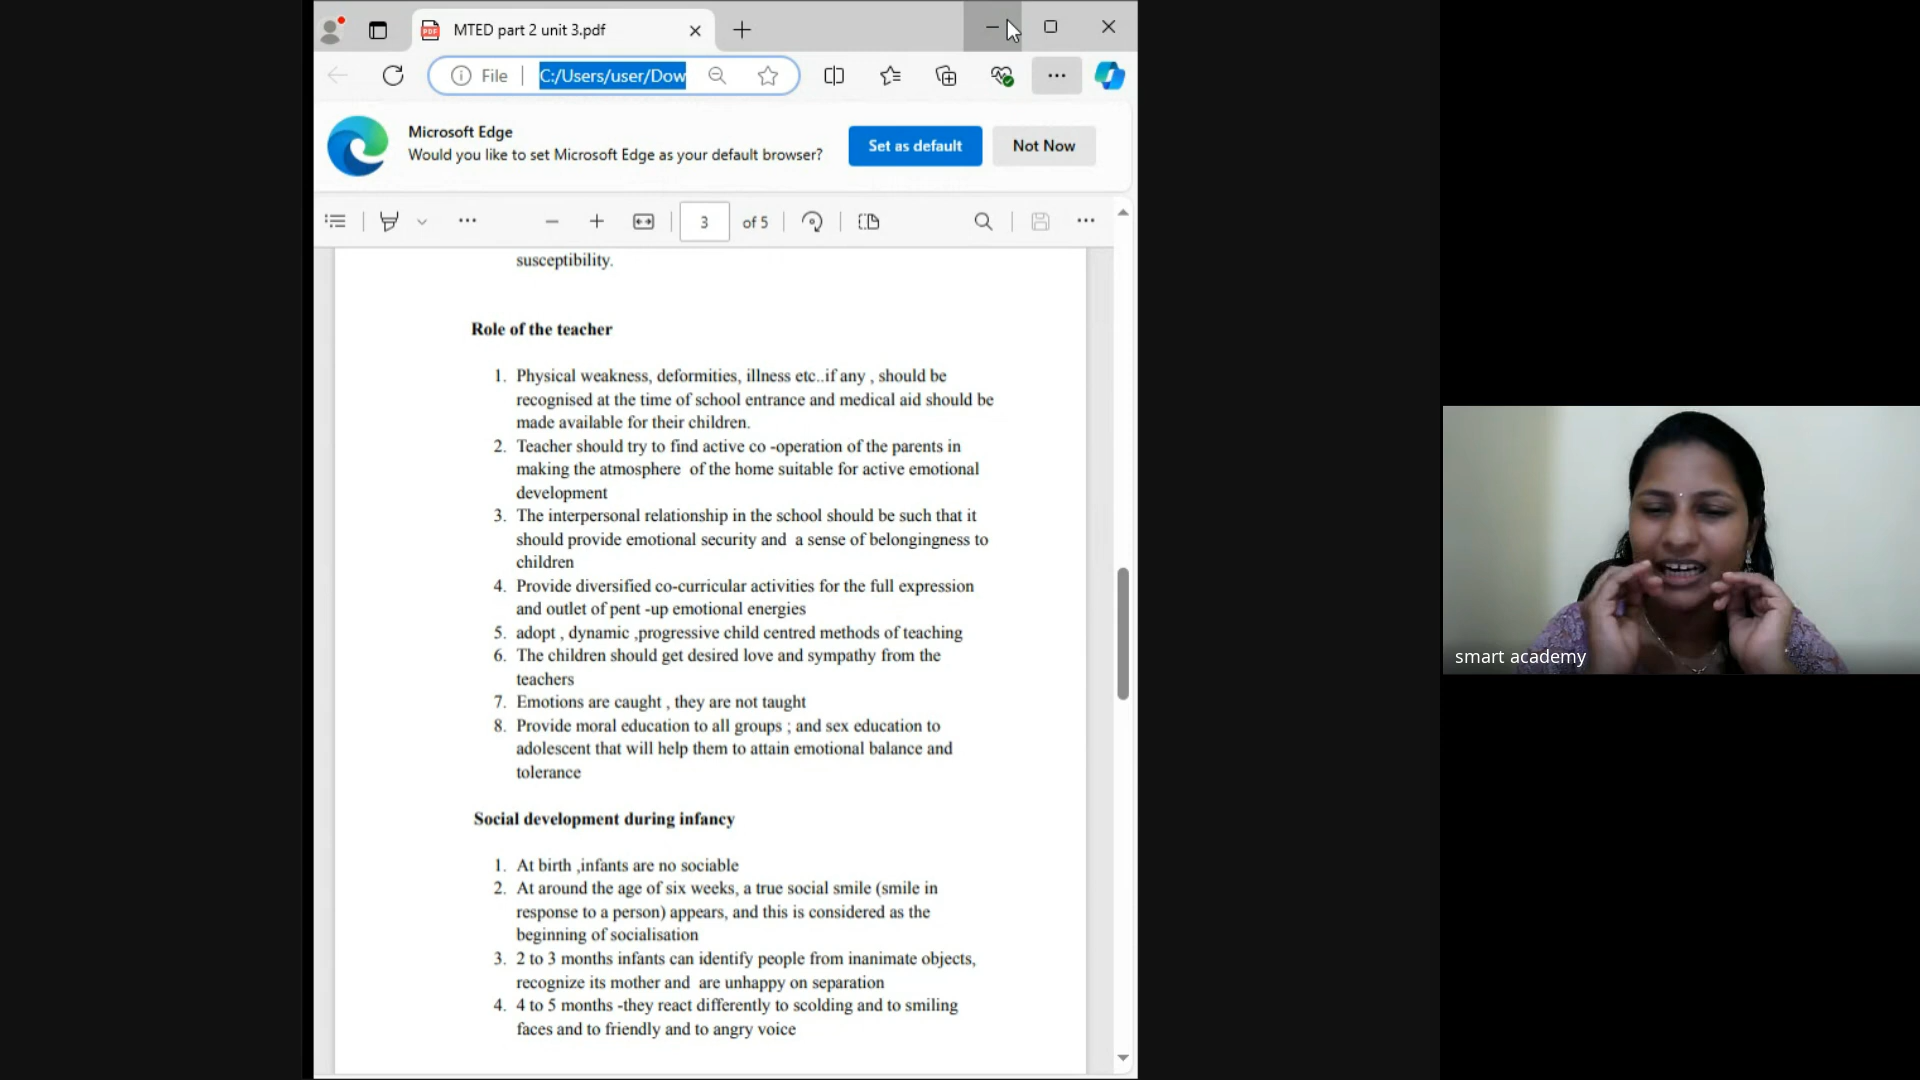 MTED part 2 unit 3.pdf
File
C:/Users/user/Dow
Microsoft Edge
Would you like to set Microsoft Edge as your default browser?
Set as default
Not Now
3 of 5
susceptibility.
Role of the teacher
1. Physical weakness, deformities, illness etc..if any , should be
recognised at the time of school entrance and medical aid should be
made available for their children.
2. Teacher should try to find active co -operation of the parents in
making the atmosphere of the home suitable for active emotional
development
3. The interpersonal relationship in the school should be such that it
should provide emotional security and a sense of belongingness to
children
4. Provide diversified co-curricular activities for the full expression
and outlet of pent -up emotional energies
5. adopt , dynamic ,progressive child centred methods of teaching
6. The children should get desired love and sympathy from the
teachers
7. Emotions are caught , they are not taught
8. Provide moral education to all groups ; and sex education to
adolescent that will help them to attain emotional balance and
tolerance
Social development during infancy
1. At birth ,infants are no sociable
2. At around the age of six weeks, a true social smile (smile in
response to a person) appears, and this is considered as the
beginning of socialisation
3. 2 to 3 months infants can identify people from inanimate objects,
recognize its mother and are unhappy on separation
4. 4 to 5 months -they react differently to scolding and to smiling
faces and to friendly and to angry voice
smart academy